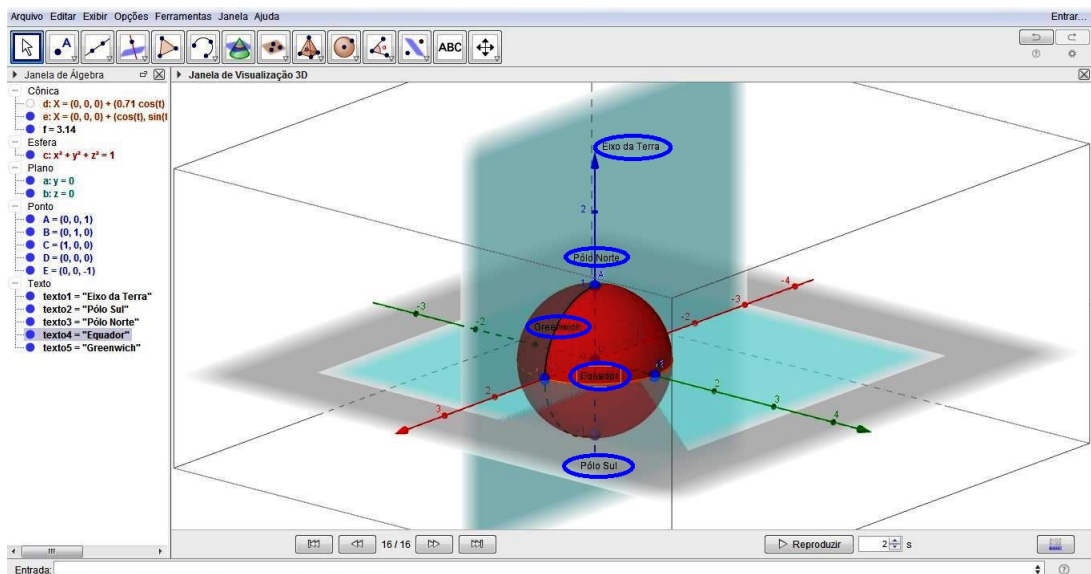 Arquivo Editar Exibir Opções Ferramentas Janela Ajuda Entrar...
A ABC
Janela de Álgebra
Janela de Visualização 3D
Cônica
d: X = (0, 0, 0) + (0.71 cos(t)
e: X = (0, 0, 0) + (cos(t), sin(t
f = 3.14
Esfera
c: x² + y² + z² = 1
Plano
a: y = 0
b: z = 0
Ponto
A = (0, 0, 1)
B = (0, 1, 0)
C = (1, 0, 0)
D = (0, 0, 0)
E = (0, 0, -1)
Texto
texto1 = "Eixo da Terra"
texto2 = "Pólo Sul"
texto3 = "Pólo Norte"
texto4 = "Equador"
texto5 = "Greenwich"
Eixo da Terra
2
Pólo Norte
1 A
-4
-3
-3
-2
-2
Greenwich
Equador
2
2
3
3
4
Pólo Sul
16 / 16
Reproduzir
2 s
Entrada: